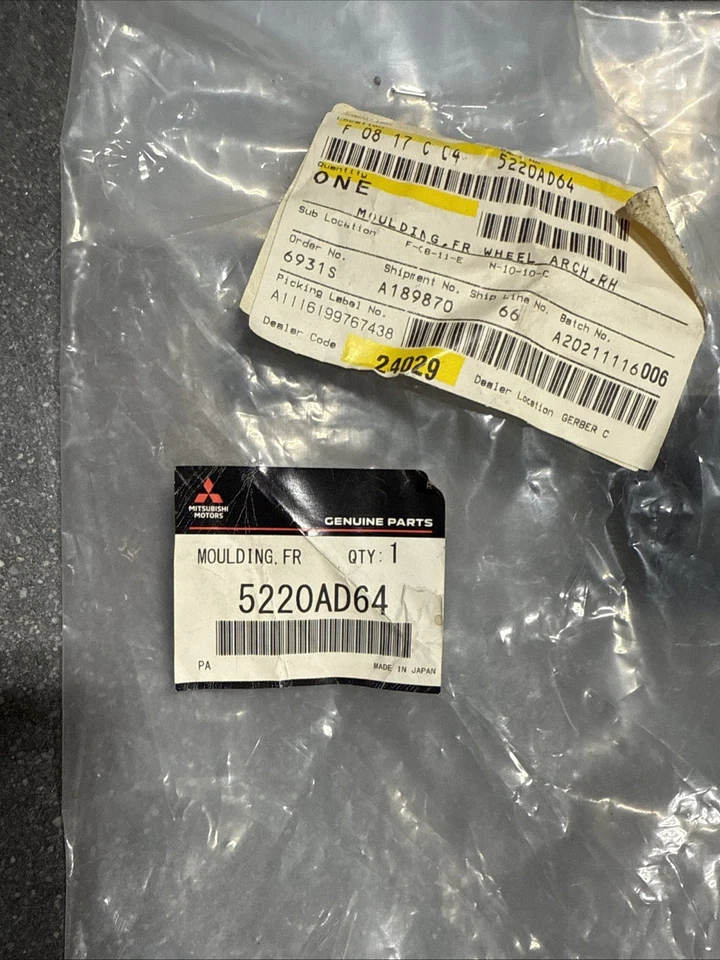 F 08 17 C C4 5220AD64
Quantity
ONE
MOULDING,FR WHEEL ARCH,RH
Sub Location F-08-11-E N-10-10-C
Order No. Shipment No. Ship Line No. Batch No.
6931S A189870 66 A20211116006
Picking Label No.
A1116199767438
Dealer Code 24029 Dealer Location GERBER C
MITSUBISHI
MOTORS
GENUINE PARTS
MOULDING,FR QTY:1
5220AD64
PA MADE IN JAPAN